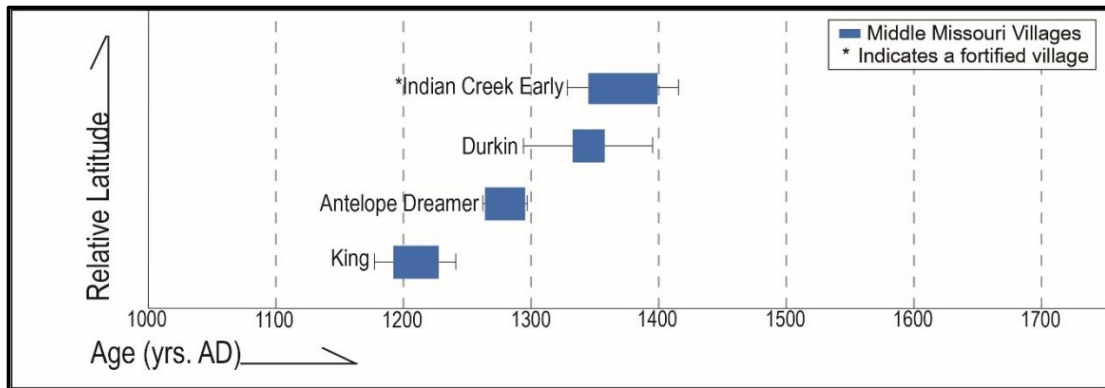 Middle Missouri Villages
* Indicates a fortified village
*Indian Creek Early
Durkin
Antelope Dreamer
King
Relative Latitude
1000 1100 1200 1300 1400 1500 1600 1700
Age (yrs. AD)